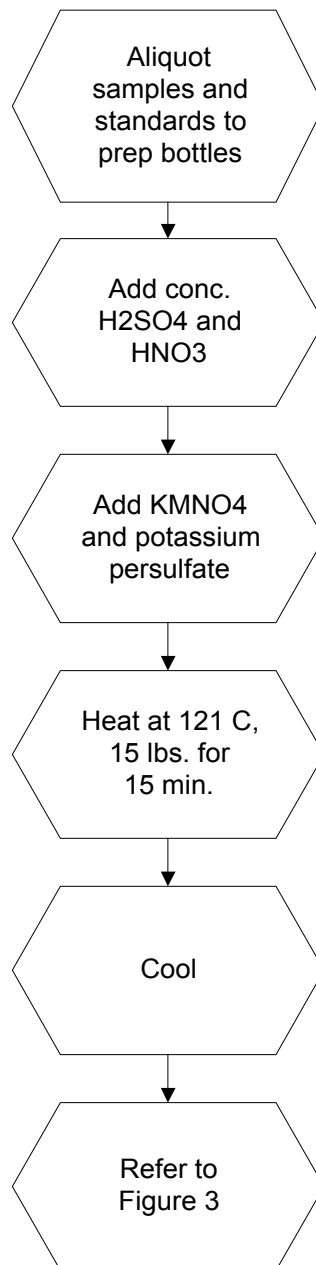 Aliquot
samples and
standards to
prep bottles
Add conc.
H2SO4 and
HNO3
Add KMNO4
and potassium
persulfate
Heat at 121 C,
15 lbs. for
15 min.
Cool
Refer to
Figure 3